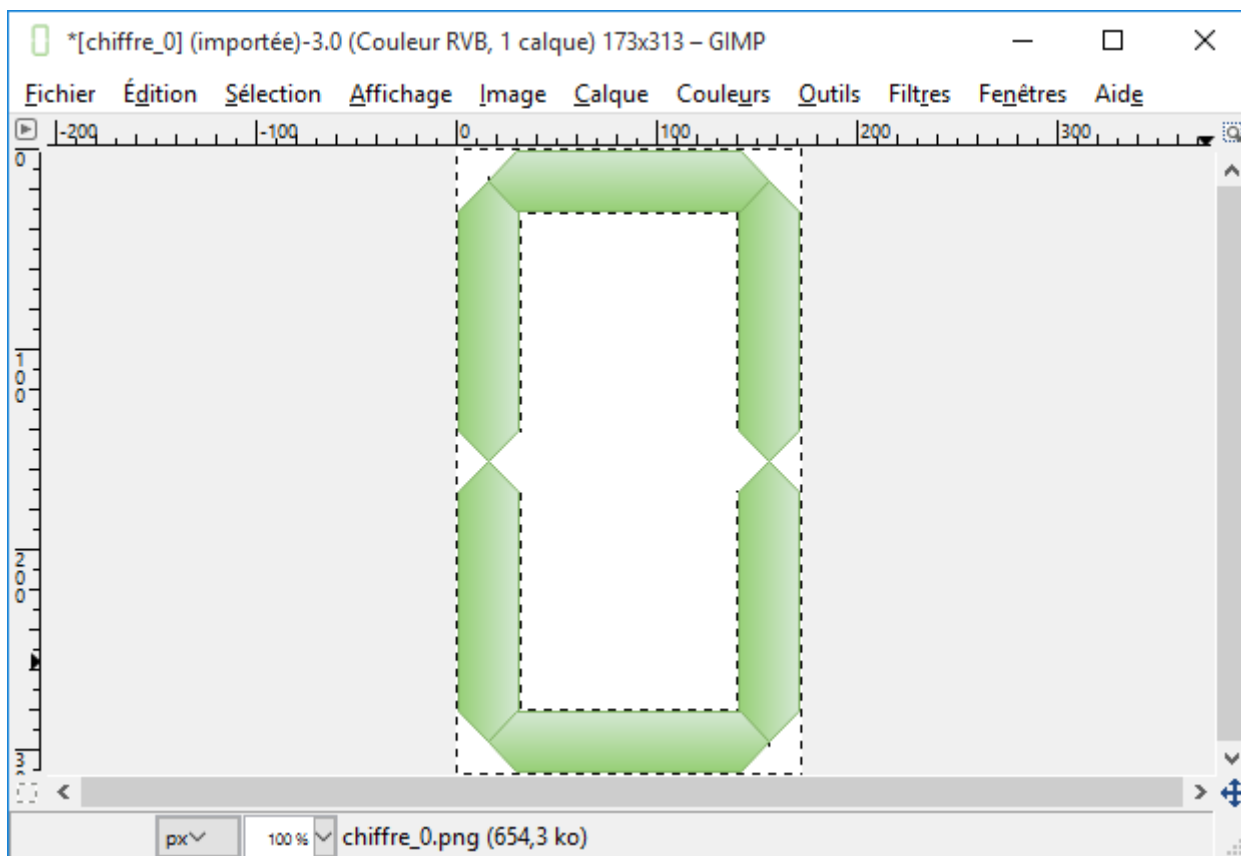 *[chiffre_0] (importée)-3.0 (Couleur RVB, 1 calque) 173x313 – GIMP
Fichier Édition Sélection Affichage Image Calque Couleurs Outils Filtres Fenêtres Aide
-200 -100 0 100 200 300
0
100
200
3
px 100 % chiffre_0.png (654,3 ko)